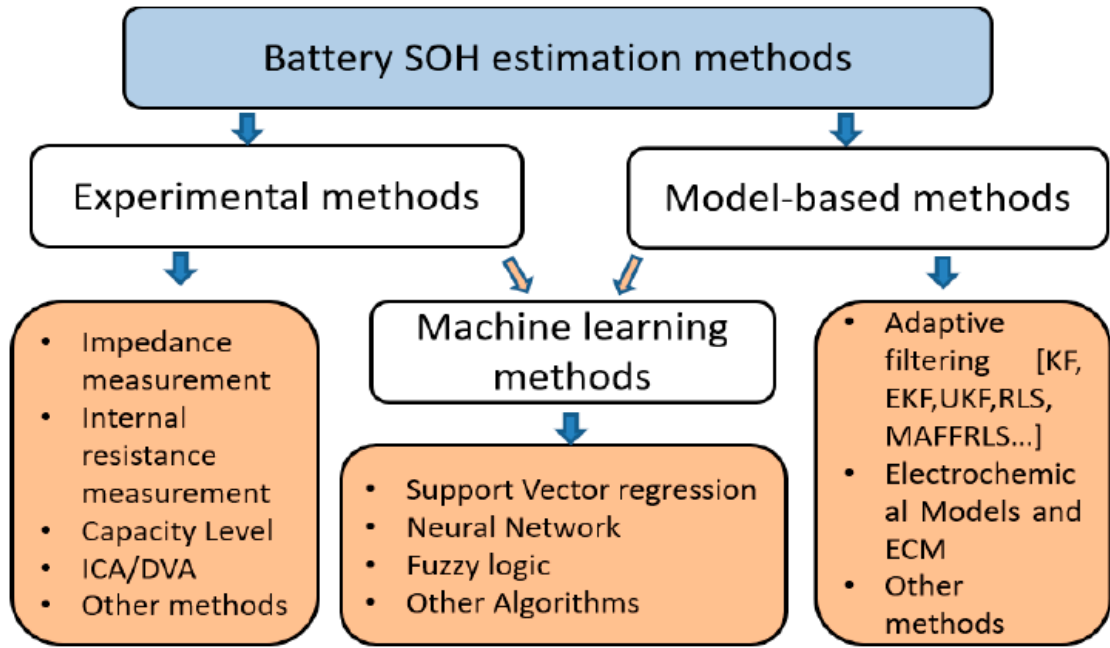 Battery SOH estimation methods
Experimental methods
Model-based methods
Machine learning
methods
• Impedance
measurement
• Internal
resistance
measurement
• Capacity Level
• ICA/DVA
• Other methods
• Support Vector regression
• Neural Network
• Fuzzy logic
• Other Algorithms
• Adaptive
filtering [KF,
EKF,UKF,RLS,
MAFFRLS...]
• Electrochemic
al Models and
ECM
• Other
methods